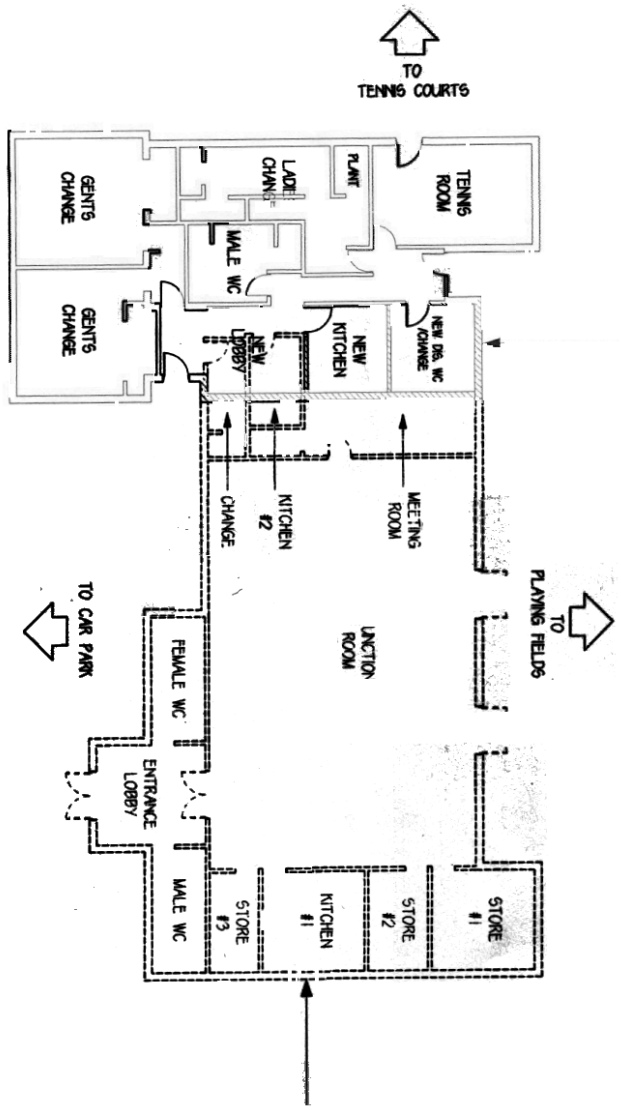 TO
TENNIS COURTS
TENNIS
ROOM
PLANT
LADIE
CHANGE
GENTS
CHANGE
MALE WC
GENTS
CHANGE
NEW DIS. WC
/CHANGE
NEW
KITCHEN
NEW
LOBBY
MEETING
ROOM
KITCHEN
#2
CHANGE
TO
PLAYING FIELDS
UNCTION
ROOM
TO CAR PARK
FEMALE WC
ENTRANCE
LOBBY
MALE WC
STORE
#1
STORE
#2
KITCHEN
#1
STORE
#3